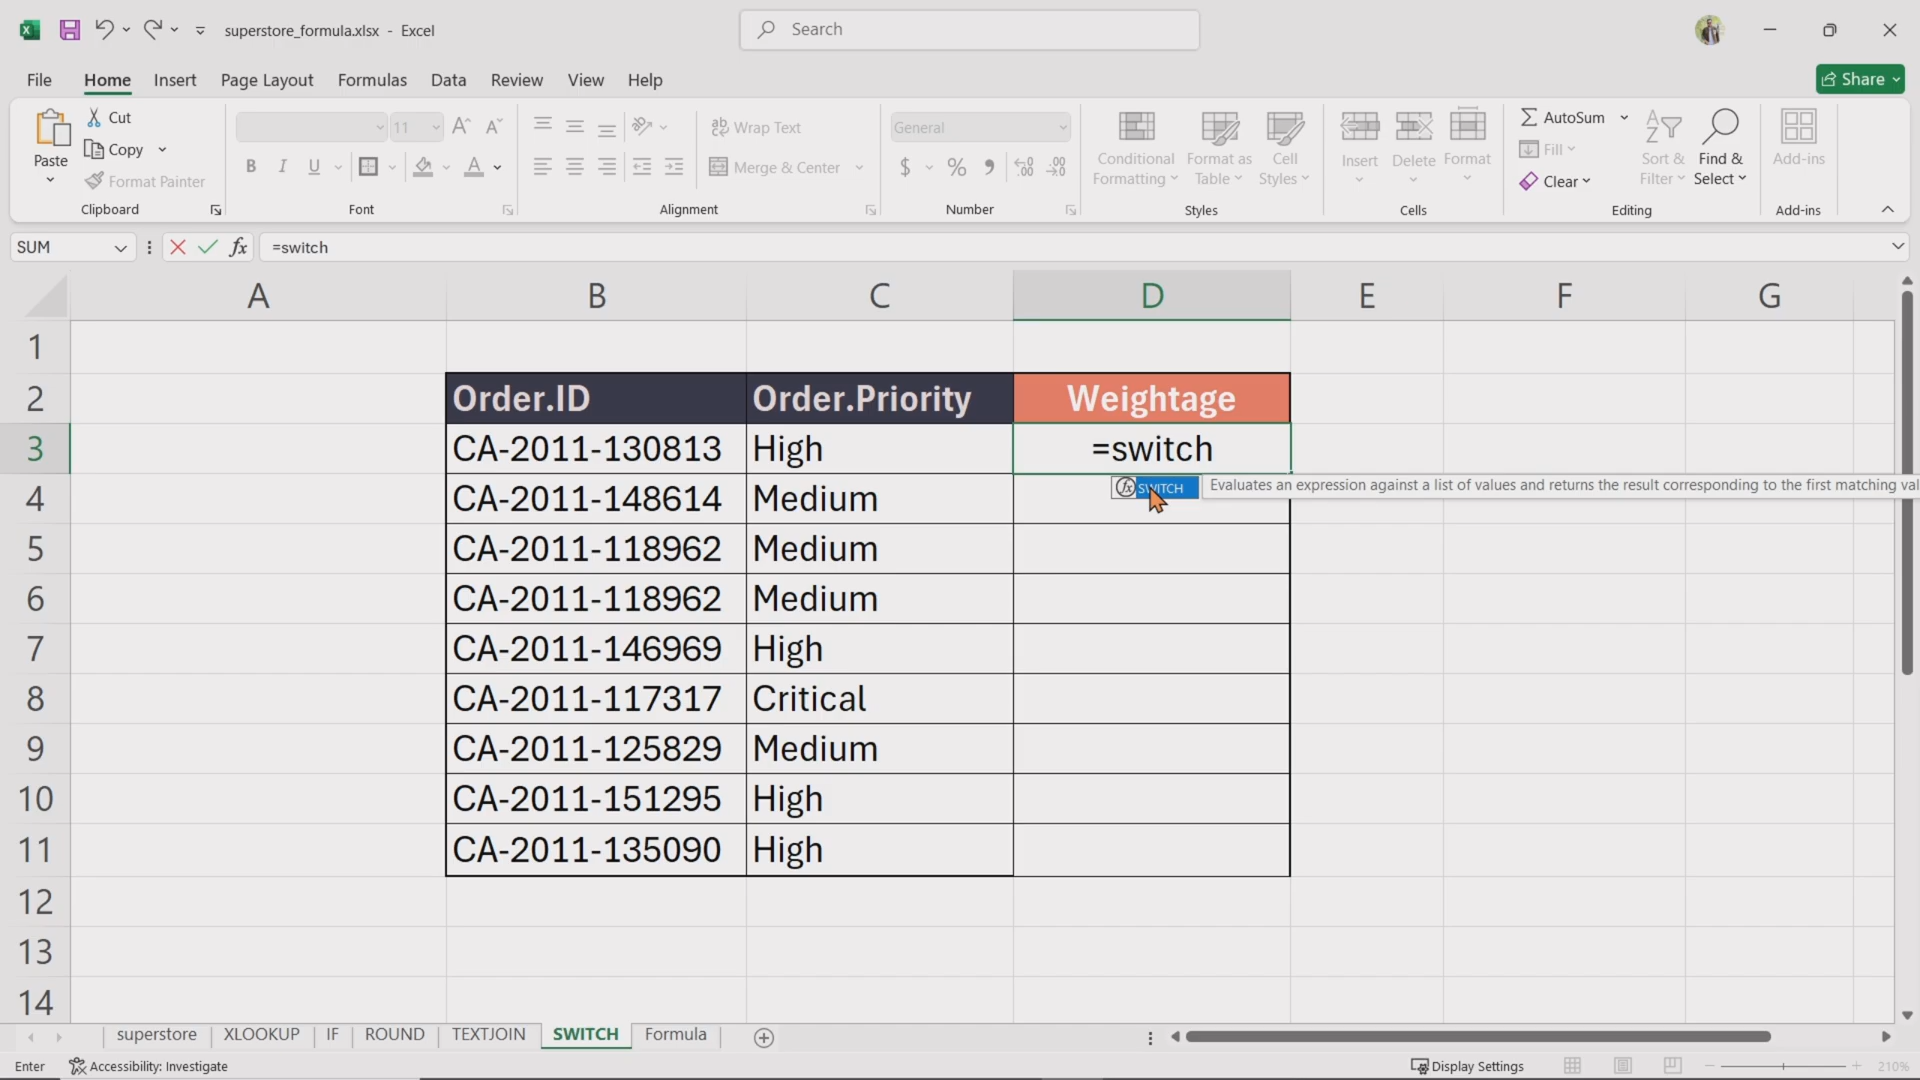 superstore_formula.xlsx - Excel
Search
File Home Insert Page Layout Formulas Data Review View Help
Share
Paste
Cut
Copy
Format Painter
Clipboard
11
B I U
A
Font
Wrap Text
Merge & Center
Alignment
General
$ %
Number
Conditional Formatting
Format as Table
Cell Styles
Styles
Insert
Delete
Format
Cells
AutoSum
Fill
Clear
Sort & Filter
Find & Select
Editing
Add-ins
Add-ins
SUM
fx
=switch
A B C D E F G
1
2 Order.ID Order.Priority Weightage
3 CA-2011-130813 High =switch
SWITCH Evaluates an expression against a list of values and returns the result corresponding to the first matching val
4 CA-2011-148614 Medium
5 CA-2011-118962 Medium
6 CA-2011-118962 Medium
7 CA-2011-146969 High
8 CA-2011-117317 Critical
9 CA-2011-125829 Medium
10 CA-2011-151295 High
11 CA-2011-135090 High
12
13
14
superstore XLOOKUP IF ROUND TEXTJOIN SWITCH Formula
Enter Accessibility: Investigate Display Settings 210%